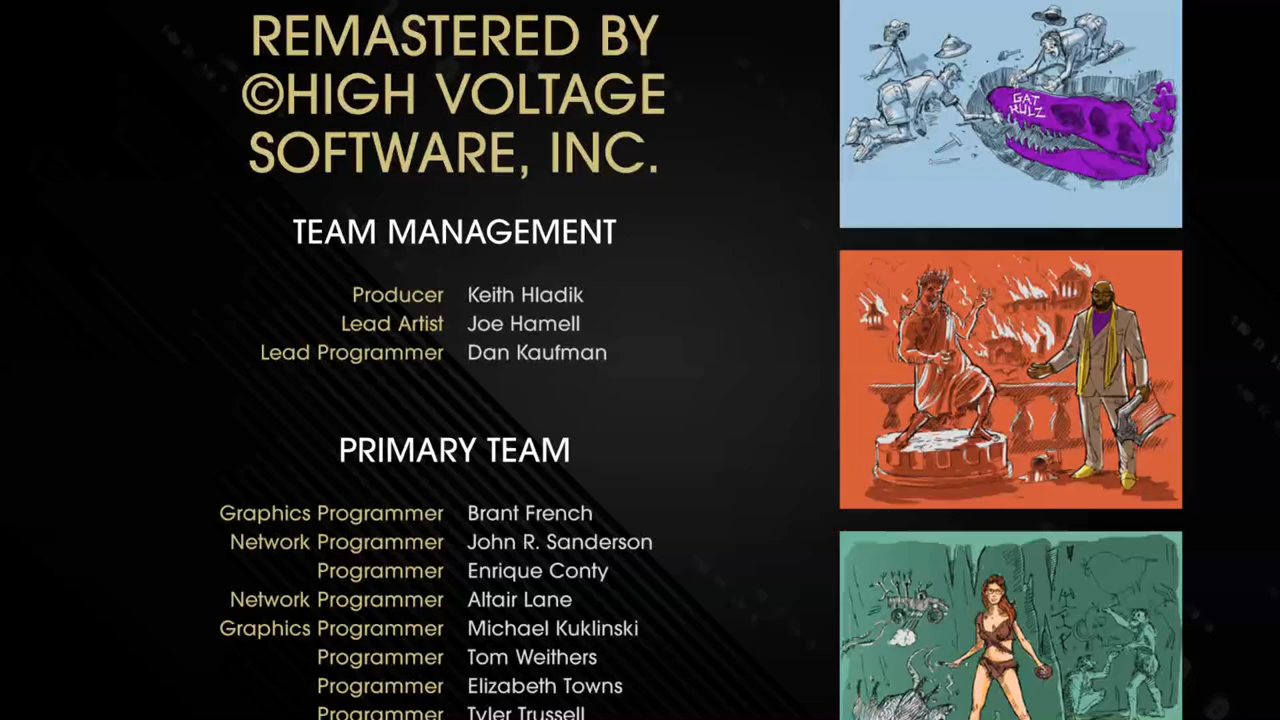 REMASTERED BY
©HIGH VOLTAGE
SOFTWARE, INC.
TEAM MANAGEMENT
Producer Keith Hladik
Lead Artist Joe Hamell
Lead Programmer Dan Kaufman
PRIMARY TEAM
Graphics Programmer Brant French
Network Programmer John R. Sanderson
Programmer Enrique Conty
Network Programmer Altair Lane
Graphics Programmer Michael Kuklinski
Programmer Tom Weithers
Programmer Elizabeth Towns
Programmer Tyler Trussell
GAT
RULZ